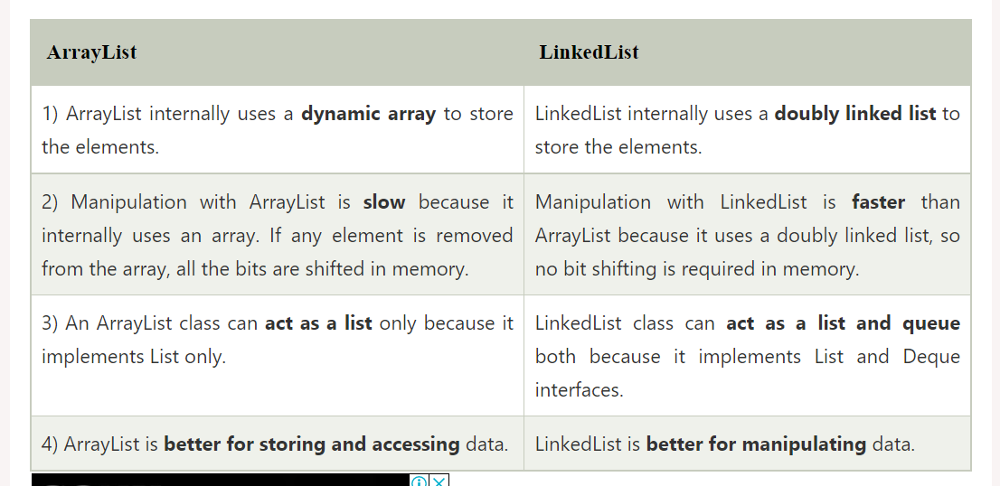 ArrayList
LinkedList
1) ArrayList internally uses a dynamic array to store
the elements.
LinkedList internally uses a doubly linked list to
store the elements.
2) Manipulation with ArrayList is slow because it
internally uses an array. If any element is removed
from the array, all the bits are shifted in memory.
Manipulation with LinkedList is faster than
ArrayList because it uses a doubly linked list, so
no bit shifting is required in memory.
3) An ArrayList class can act as a list only because it
implements List only.
LinkedList class can act as a list and queue
both because it implements List and Deque
interfaces.
4) ArrayList is better for storing and accessing data.
LinkedList is better for manipulating data.